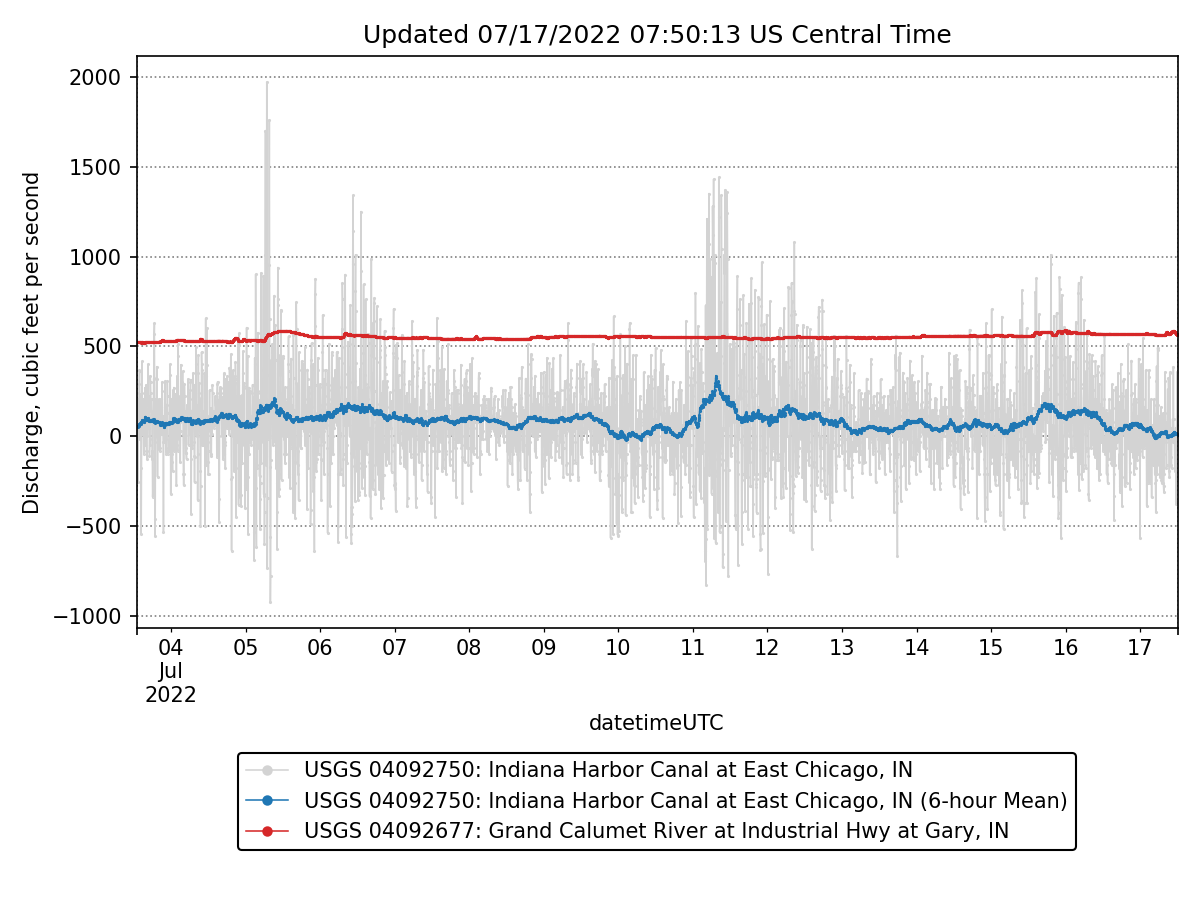 Updated 07/17/2022 07:50:13 US Central Time
Discharge, cubic feet per second
2000
1500
1000
500
0
−500
−1000
04 05 06 07 08 09 10 11 12 13 14 15 16 17
Jul
2022
datetimeUTC
USGS 04092750: Indiana Harbor Canal at East Chicago, IN
USGS 04092750: Indiana Harbor Canal at East Chicago, IN (6-hour Mean)
USGS 04092677: Grand Calumet River at Industrial Hwy at Gary, IN